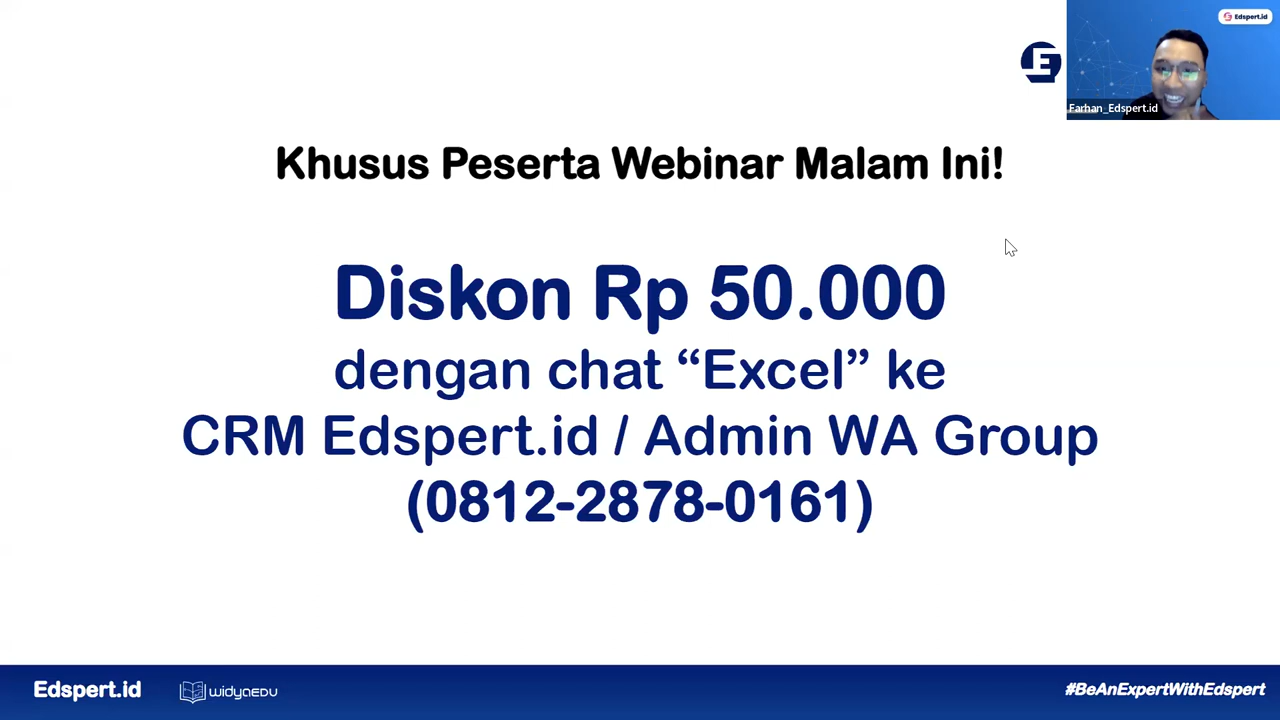 Edspert.id
Farhan_Edspert.id
Khusus Peserta Webinar Malam Ini!
Diskon Rp 50.000
dengan chat “Excel” ke
CRM Edspert.id / Admin WA Group
(0812-2878-0161)
Edspert.id
WIDYAEDU
#BeAnExpertWithEdspert